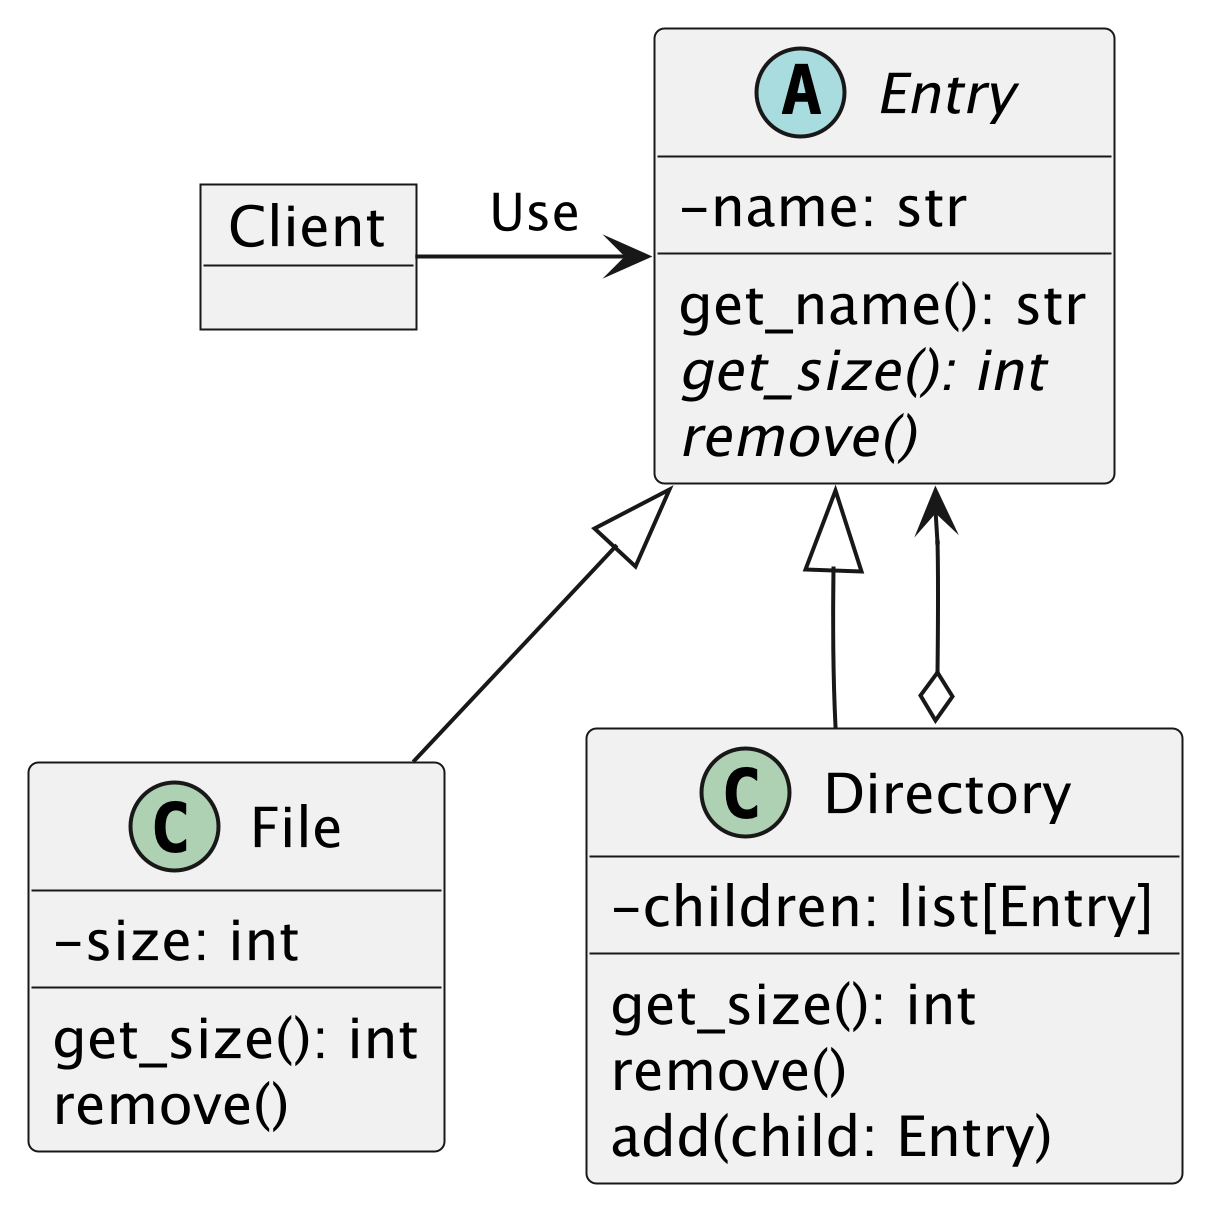 A Entry
-name: str
get_name(): str
get_size(): int
remove()
Client
Use
C File
-size: int
get_size(): int
remove()
C Directory
-children: list[Entry]
get_size(): int
remove()
add(child: Entry)